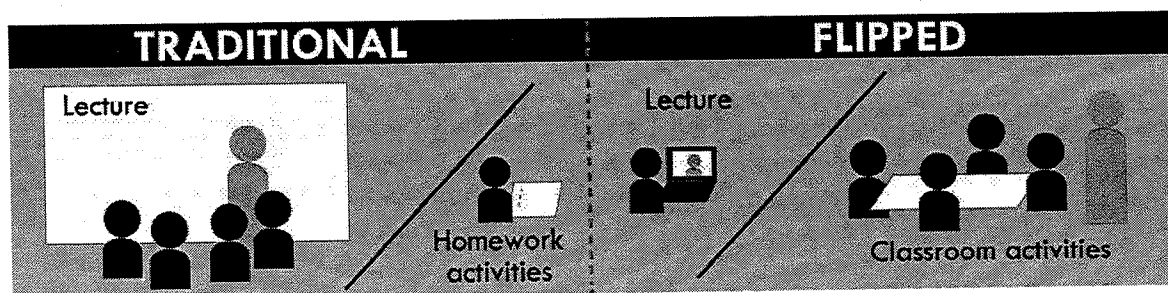 TRADITIONAL
Lecture
Homework
activities
FLIPPED
Lecture
Classroom activities